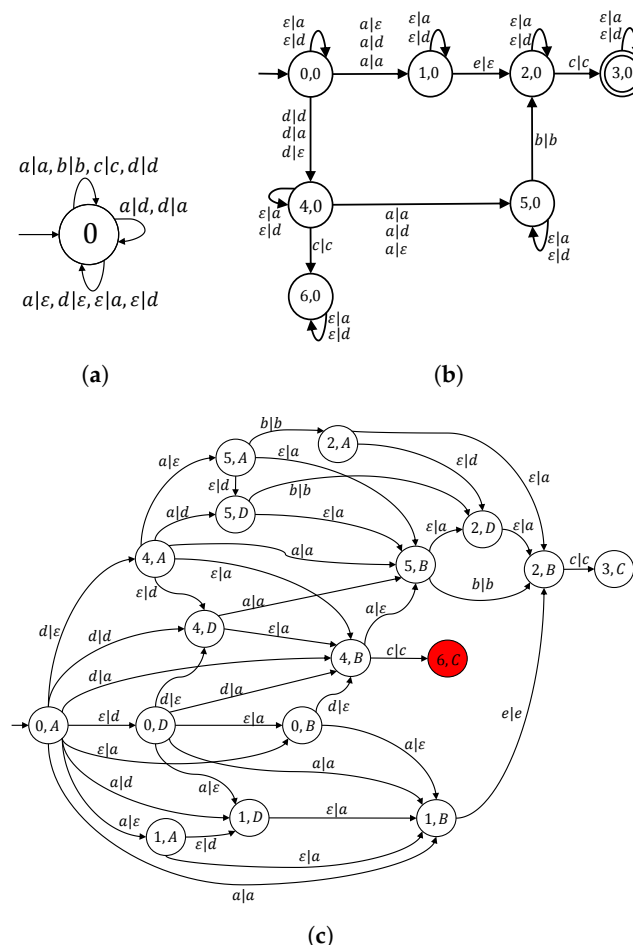 a|a, b|b, c|c, d|d
a|d, d|a
0
a|ε, d|ε, ε|a, ε|d
(a)
ε|a
ε|d
0,0
a|ε
a|d
a|a
ε|a
ε|d
1,0
e|ε
ε|a
ε|d
2,0
c|c
ε|a
ε|d
3,0
d|d
d|a
d|ε
b|b
ε|a
ε|d
4,0
a|a
a|d
a|ε
5,0
ε|a
ε|d
c|c
6,0
ε|a
ε|d
(b)
b|b
2, A
5, A
ε|a
a|ε
ε|d
ε|d
b|b
ε|a
5, D
a|d
ε|a
ε|a
2, D
ε|a
4, A
a|a
ε|a
5, B
b|b
2, B
c|c
3, C
d|ε
ε|d
a|a
a|ε
d|d
4, D
ε|a
4, B
c|c
6, C
d|a
d|ε
d|a
d|ε
0, A
ε|d
0, D
ε|a
0, B
e|e
ε|a
a|ε
a|d
a|ε
a|a
a|ε
1, A
ε|d
1, D
ε|a
1, B
ε|a
a|a
(c)